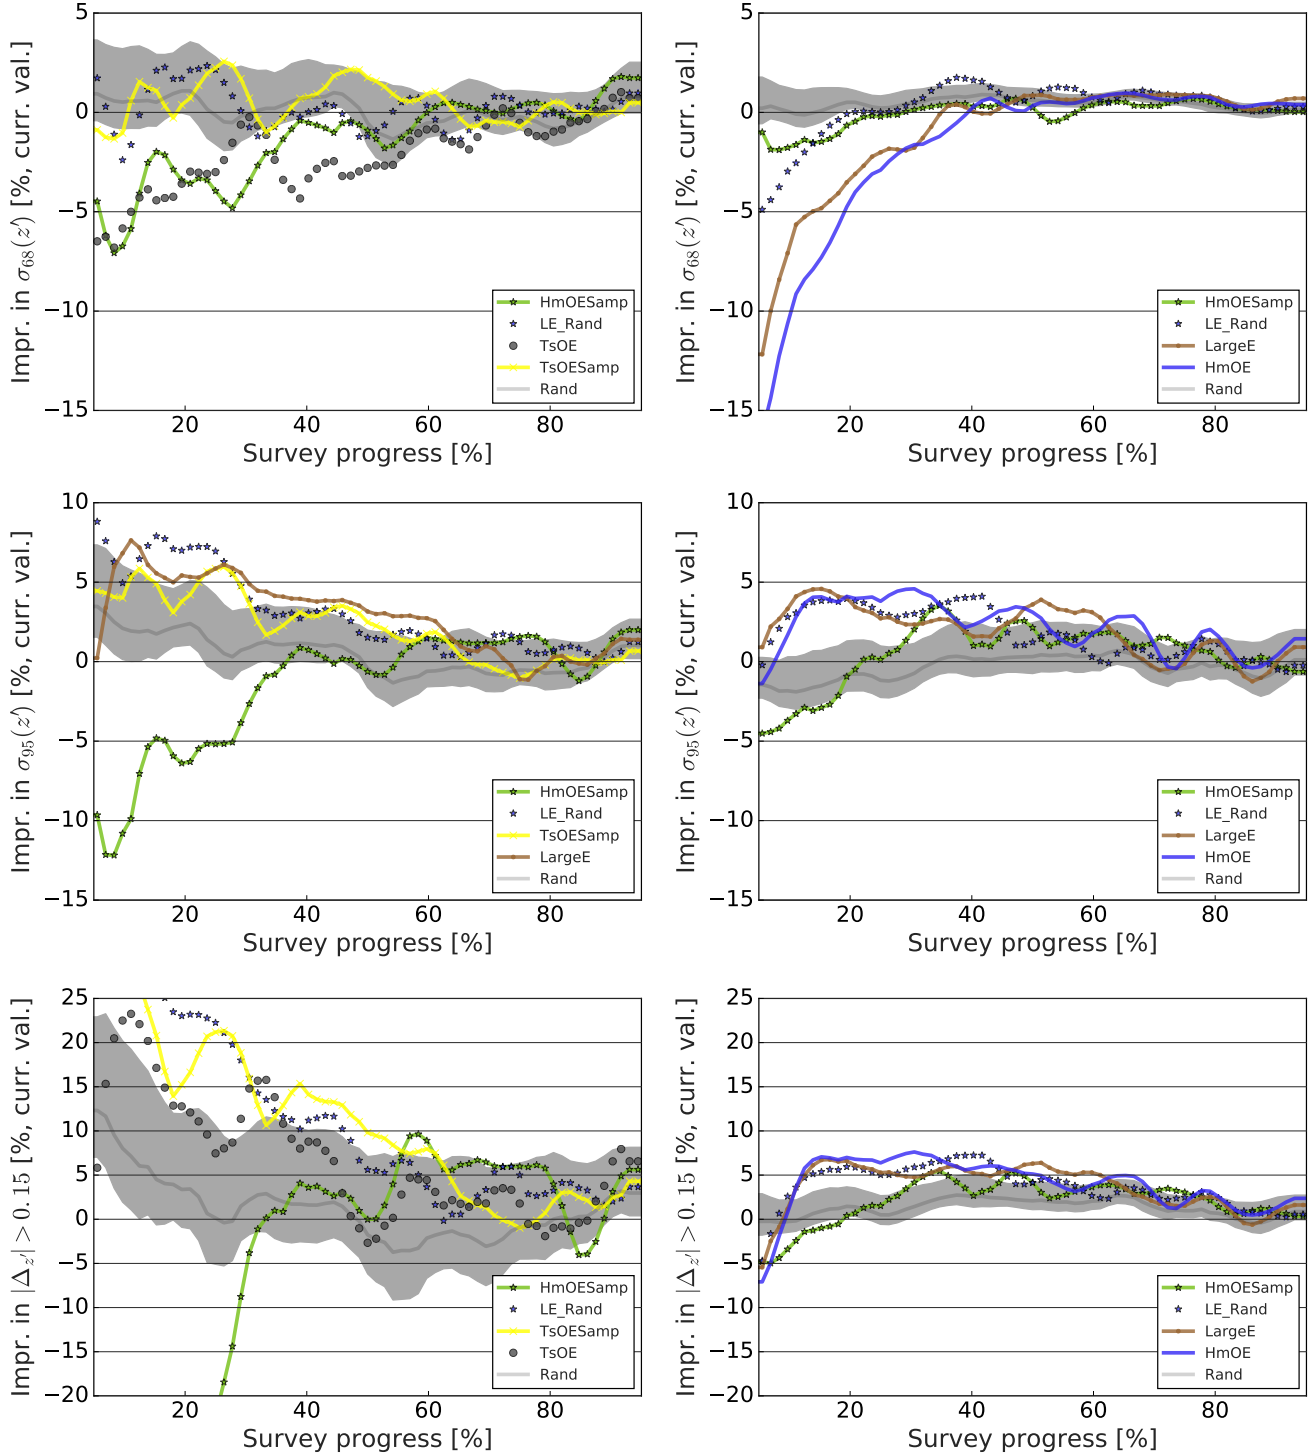 Impr. in σ₆₈(z′) [%, curr. val.]
5
0
−5
−10
−15
20 40 60 80
Survey progress [%]
HmOESamp
LE_Rand
TsOE
TsOESamp
Rand
Impr. in σ₆₈(z′) [%, curr. val.]
5
0
−5
−10
−15
20 40 60 80
Survey progress [%]
HmOESamp
LE_Rand
LargeE
HmOE
Rand
Impr. in σ₉₅(z′) [%, curr. val.]
10
5
0
−5
−10
−15
20 40 60 80
Survey progress [%]
HmOESamp
LE_Rand
TsOESamp
LargeE
Rand
Impr. in σ₉₅(z′) [%, curr. val.]
10
5
0
−5
−10
−15
20 40 60 80
Survey progress [%]
HmOESamp
LE_Rand
LargeE
HmOE
Rand
Impr. in |Δz′| > 0.15 [%, curr. val.]
25
20
15
10
5
0
−5
−10
−15
−20
20 40 60 80
Survey progress [%]
HmOESamp
LE_Rand
TsOESamp
TsOE
Rand
Impr. in |Δz′| > 0.15 [%, curr. val.]
25
20
15
10
5
0
−5
−10
−15
−20
20 40 60 80
Survey progress [%]
HmOESamp
LE_Rand
LargeE
HmOE
Rand